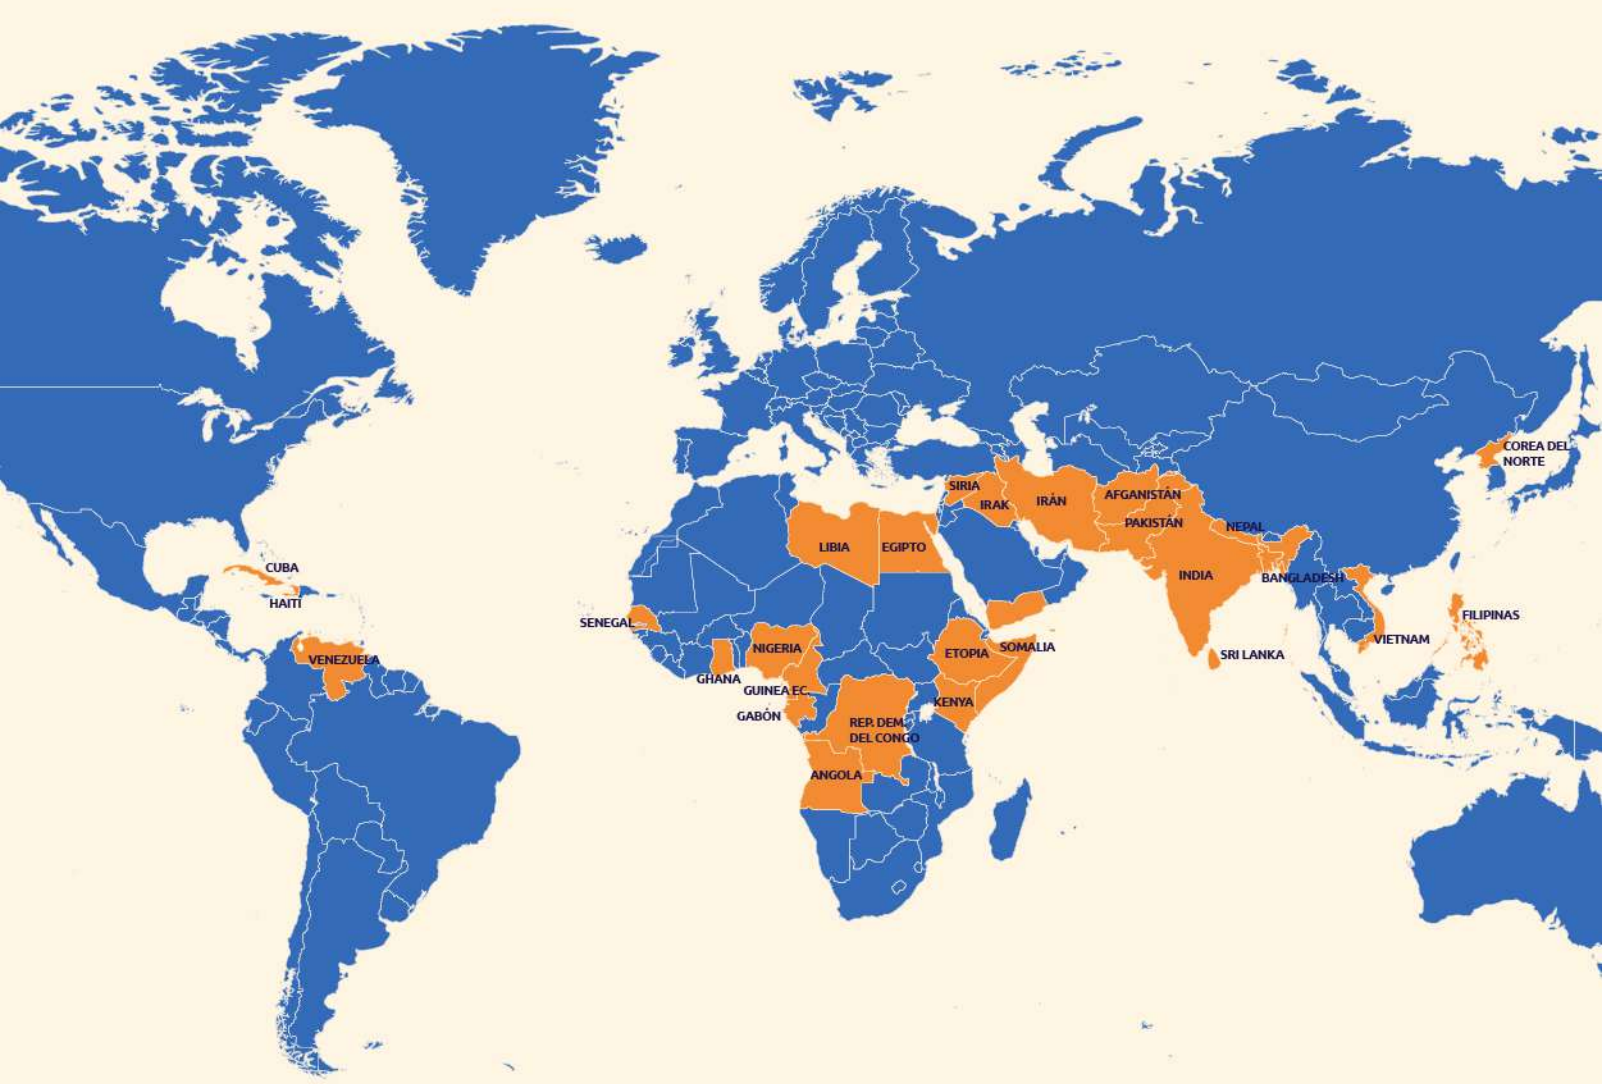 COREA DEL
NORTE
SIRIA
IRAK
IRÁN
AFGANISTÁN
PAKISTÁN
NEPAL
LIBIA
EGIPTO
INDIA
BANGLADESH
CUBA
HAITÍ
SENEGAL
FILIPINAS
VIETNAM
SRI LANKA
NIGERIA
ETOPIA
SOMALIA
VENEZUELA
GHANA
GUINEA EC.
KENYA
GABÓN
REP. DEM.
DEL CONGO
ANGOLA